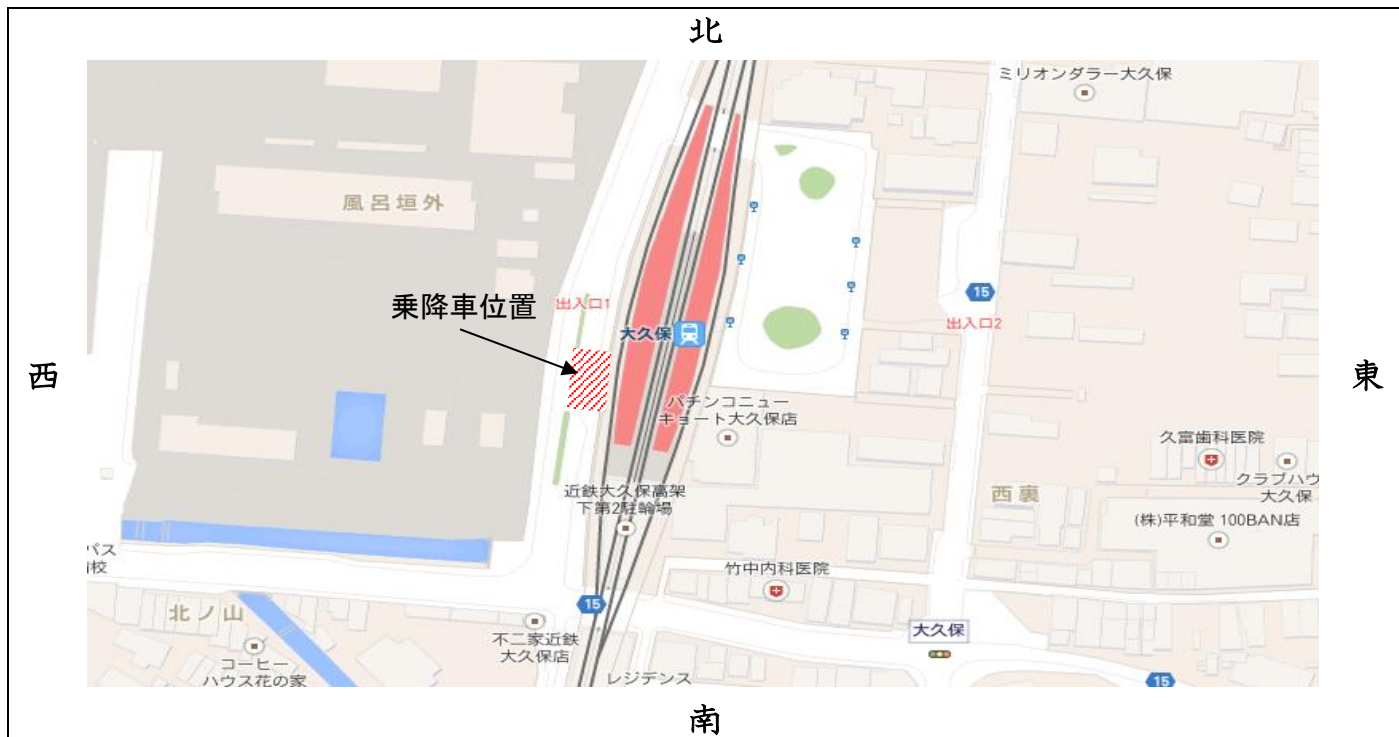 北
ミリオンダラー大久保
風呂垣外
乗降車位置
出入口1
15
大久保
出入口2
西
東
パチンコニュー
キョート大久保店
久富歯科医院
クラブハウ
大久保
近鉄大久保高架
下第2駐輪場
西裏
(株)平和堂 100BAN店
パス
竹中内科医院
北ノ山
15
大久保
不二家近鉄
大久保店
コーヒー
ハウス花の家
レジデンス
15
南